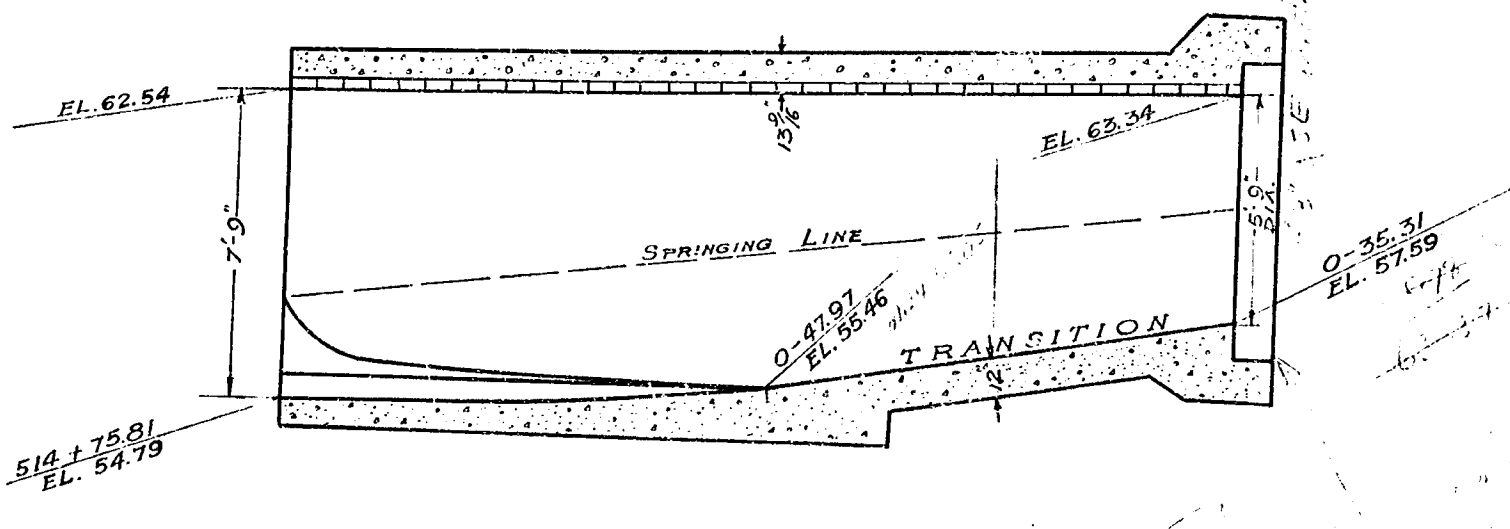 EL. 62.54
7'-9"
13 9/16"
EL. 63.34
5'-9"
DIA.
SPRINGING LINE
0-35.31
EL. 57.59
0-47.97
EL. 55.46
TRANSITION
12"
514 + 75.81
EL. 54.79